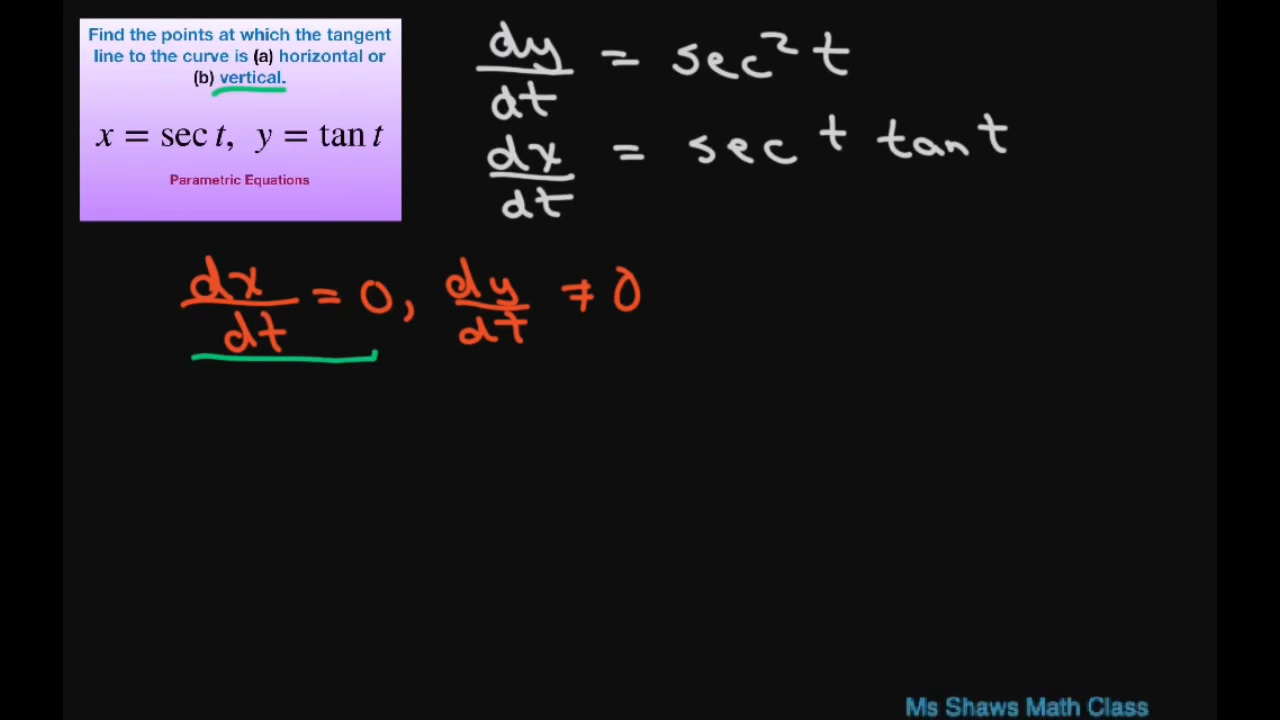 Find the points at which the tangent
line to the curve is (a) horizontal or
(b) vertical.
x = sec t, y = tan t
Parametric Equations
dy/dt = sec² t
dx/dt = sec t tan t
dx/dt = 0, dy/dt ≠ 0
Ms Shaws Math Class